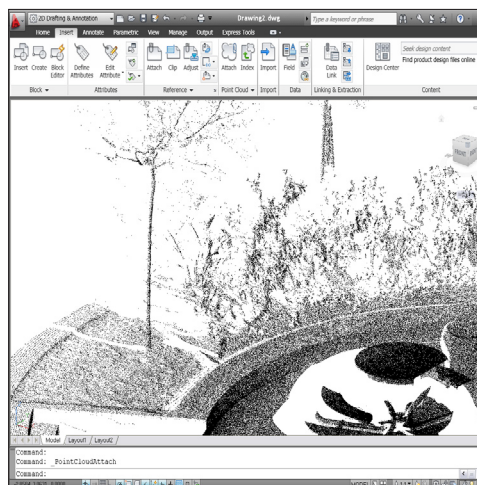 2D Drafting & Annotation
Drawing2.dwg
Type a keyword or phrase
Home Insert Annotate Parametric View Manage Output Express Tools
Insert Create Block Editor
Define Attributes Edit Attribute
Attach Clip Adjust
Attach Index Import Field
Data Link
Design Center
Seek design content
Find product design files online
Block Attributes Reference Point Cloud Import Data Linking & Extraction Content
FRONT
Model Layout1 Layout2
Command:
Command: _PointCloudAttach
Command:
MODEL